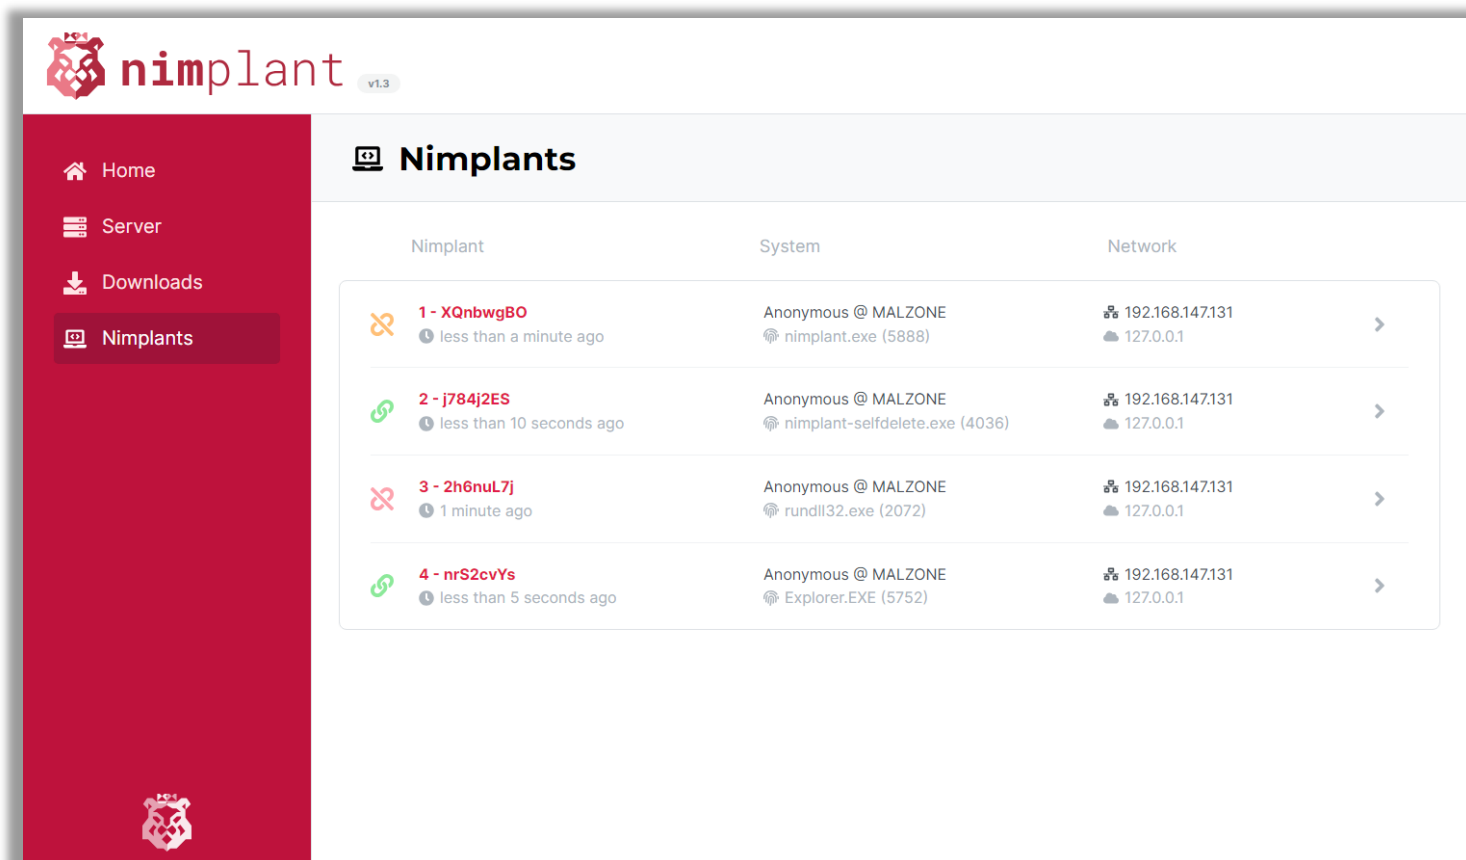 nimplant v1.3
Home
Server
Downloads
Nimplants
Nimplants
Nimplant System Network
1 - XQnbwgBO Anonymous @ MALZONE 192.168.147.131
less than a minute ago nimplant.exe (5888) 127.0.0.1
2 - j784j2ES Anonymous @ MALZONE 192.168.147.131
less than 10 seconds ago nimplant-selfdelete.exe (4036) 127.0.0.1
3 - 2h6nuL7j Anonymous @ MALZONE 192.168.147.131
1 minute ago rundll32.exe (2072) 127.0.0.1
4 - nrS2cvYs Anonymous @ MALZONE 192.168.147.131
less than 5 seconds ago Explorer.EXE (5752) 127.0.0.1